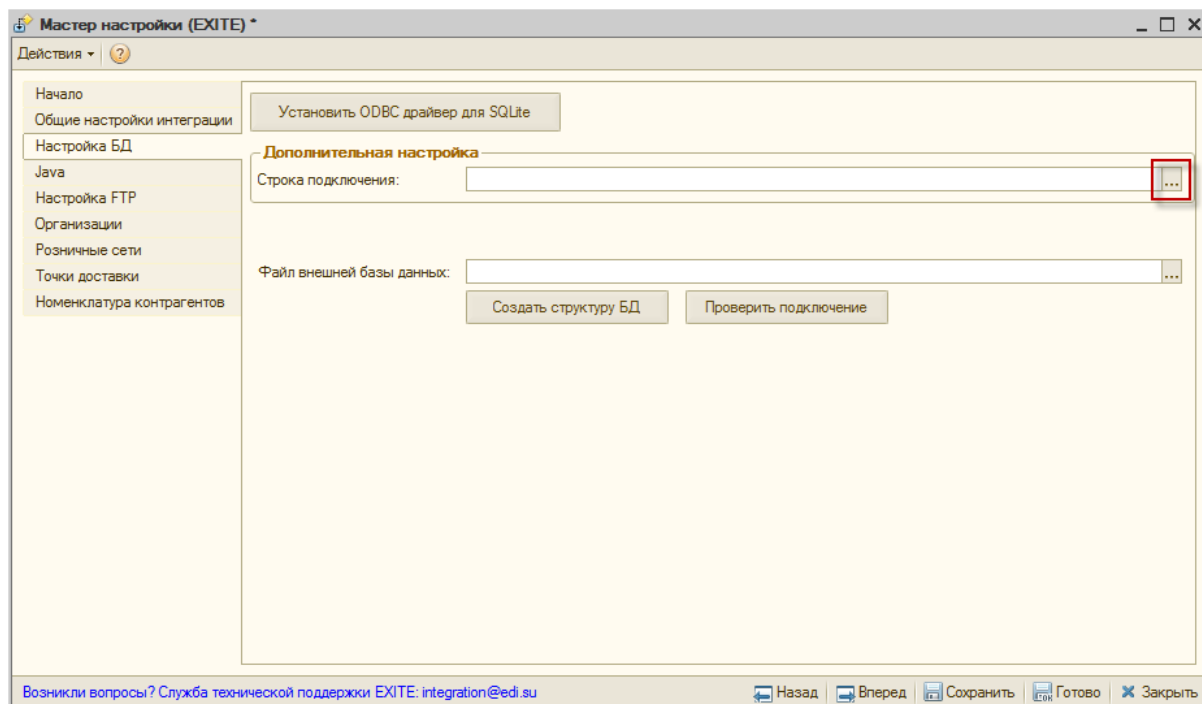 Мастер настройки (EXITE) *
Действия
Начало
Общие настройки интеграции
Настройка БД
Java
Настройка FTP
Организации
Розничные сети
Точки доставки
Номенклатура контрагентов
Установить ODBC драйвер для SQLite
Дополнительная настройка
Строка подключения: ...
Файл внешней базы данных: ...
Создать структуру БД Проверить подключение
Возникли вопросы? Служба технической поддержки EXITE: integration@edi.su Назад Вперед Сохранить Готово Закрыть